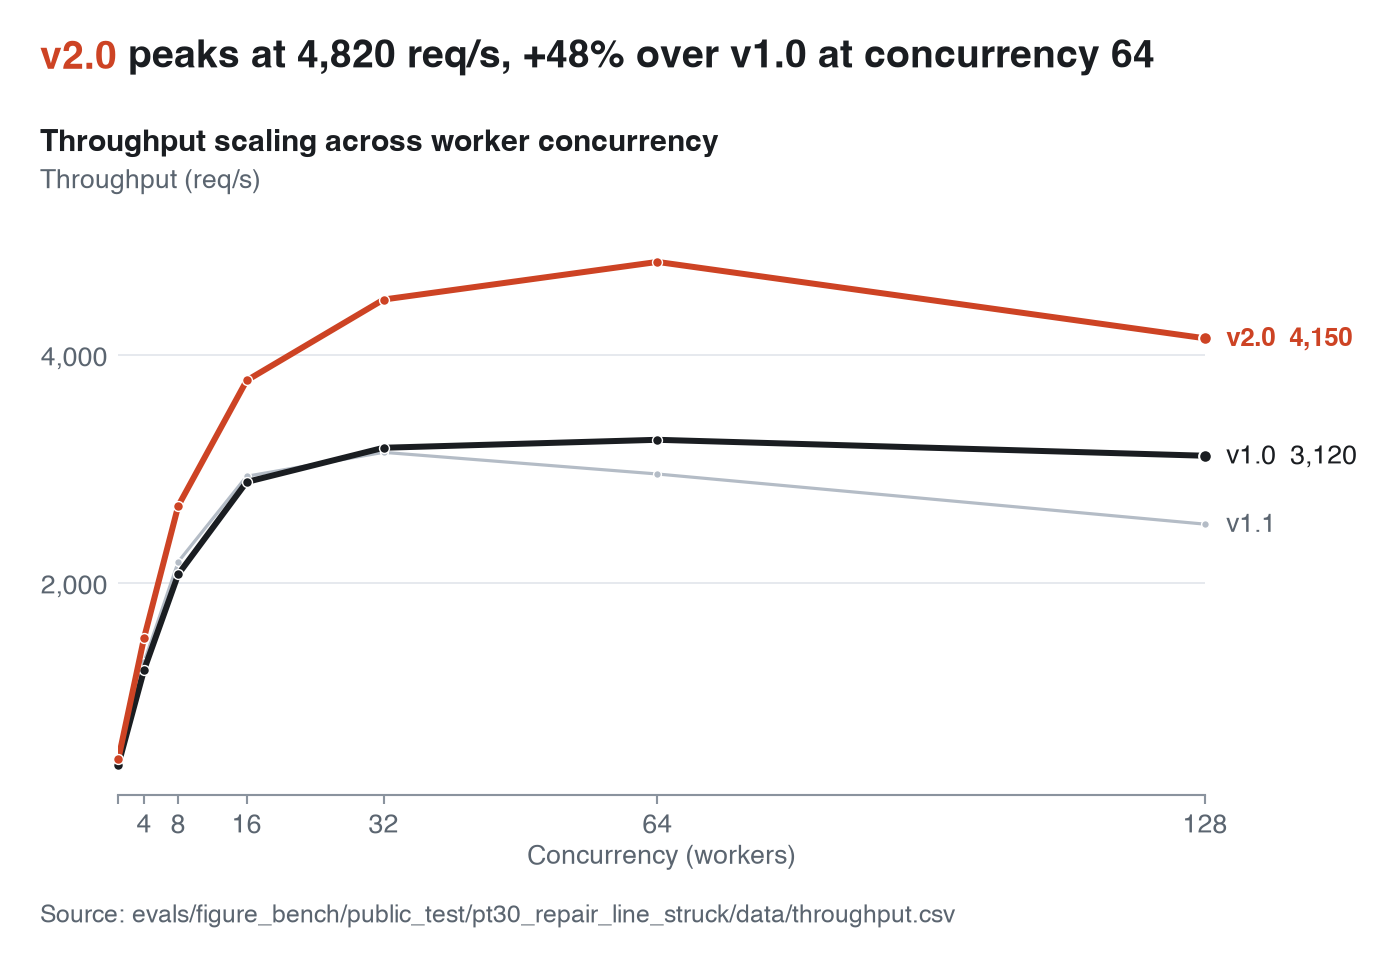 v2.0 peaks at 4,820 req/s, +48% over v1.0 at concurrency 64
Throughput scaling across worker concurrency
Throughput (req/s)
4,000
2,000
v2.0 4,150
v1.0 3,120
v1.1
4 8 16 32 64 128
Concurrency (workers)
Source: evals/figure_bench/public_test/pt30_repair_line_struck/data/throughput.csv